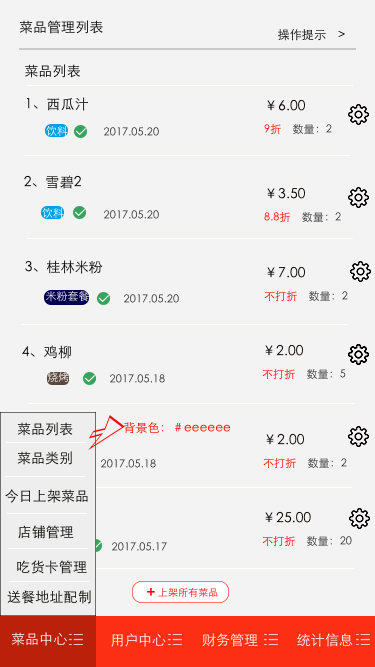 菜品管理列表
操作提示 >
菜品列表
1、西瓜汁 ￥6.00
饮料 2017.05.20 9折 数量：2
2、雪碧2 ￥3.50
饮料 2017.05.20 8.8折 数量：2
3、桂林米粉 ￥7.00
米粉套餐 2017.05.20 不打折 数量：2
4、鸡柳 ￥2.00
烧烤 2017.05.18 不打折 数量：5
背景色：＃eeeeee
￥2.00
2017.05.18 不打折 数量：2
￥25.00
2017.05.17 不打折 数量：20
菜品列表
菜品类别
今日上架菜品
店铺管理
吃货卡管理
送餐地址配制
+上架所有菜品
菜品中心 用户中心 财务管理 统计信息